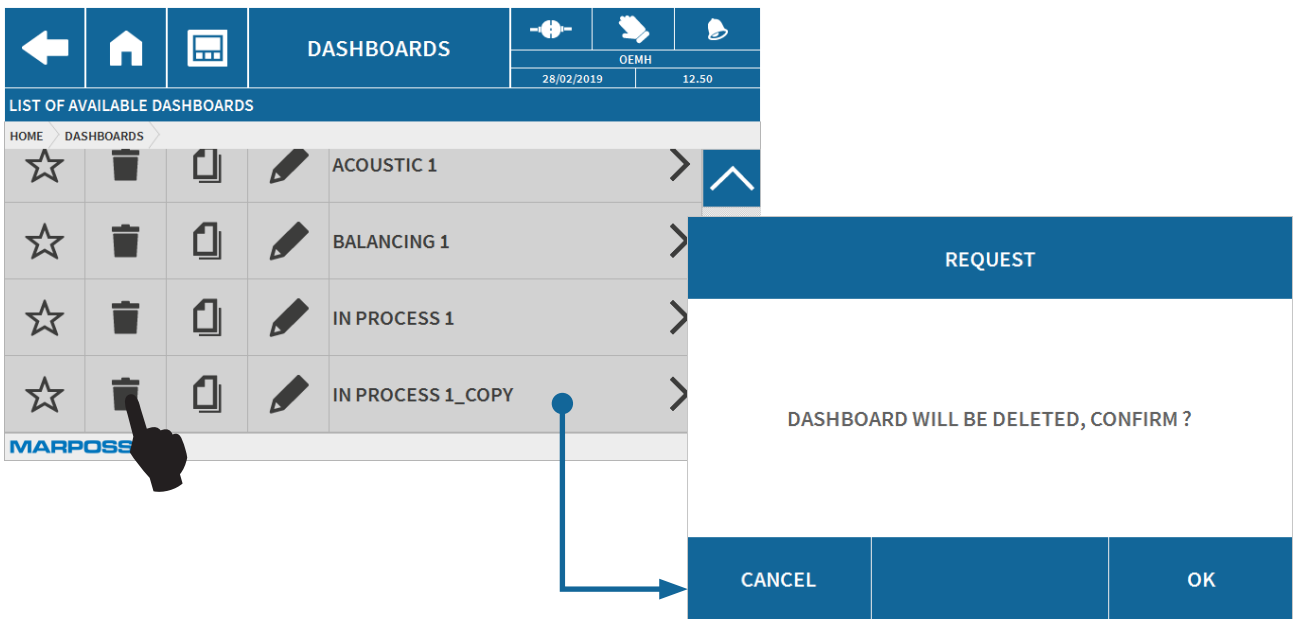 DASHBOARDS
OEMH
28/02/2019 12.50
LIST OF AVAILABLE DASHBOARDS
HOME DASHBOARDS
ACOUSTIC 1
BALANCING 1
IN PROCESS 1
IN PROCESS 1_COPY
MARPOSS
REQUEST
DASHBOARD WILL BE DELETED, CONFIRM ?
CANCEL OK